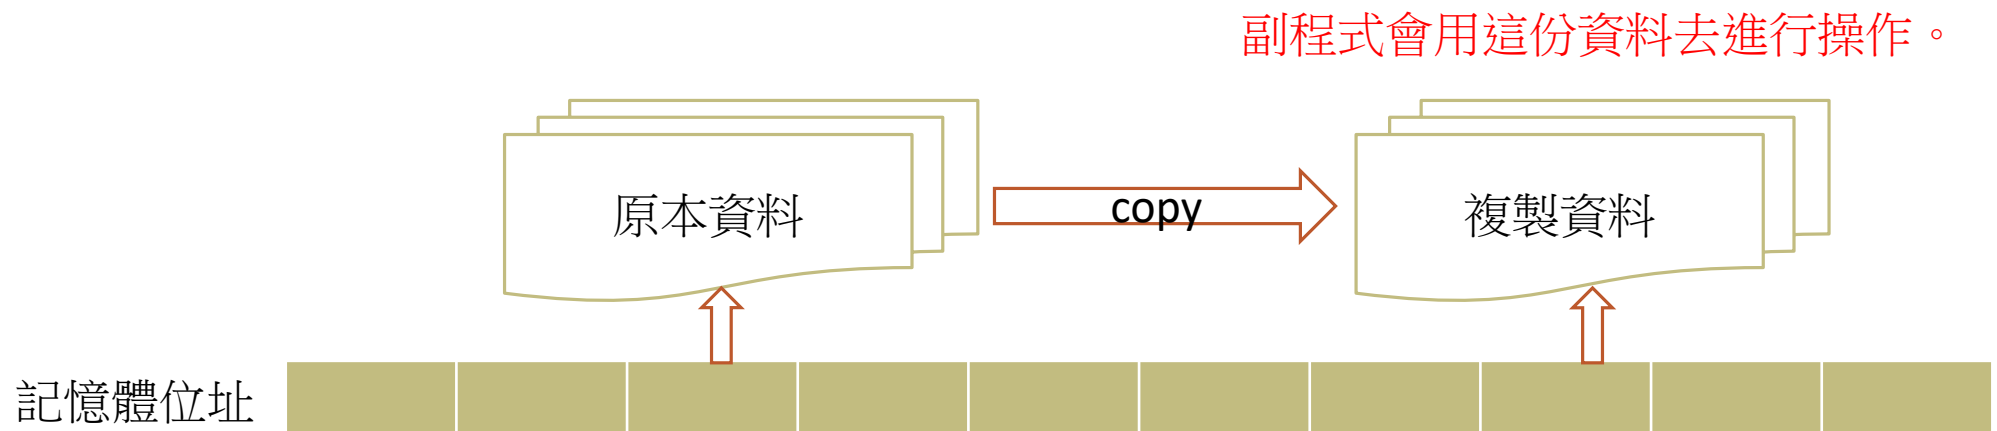 副程式會用這份資料去進行操作。
原本資料
copy
複製資料
記憶體位址